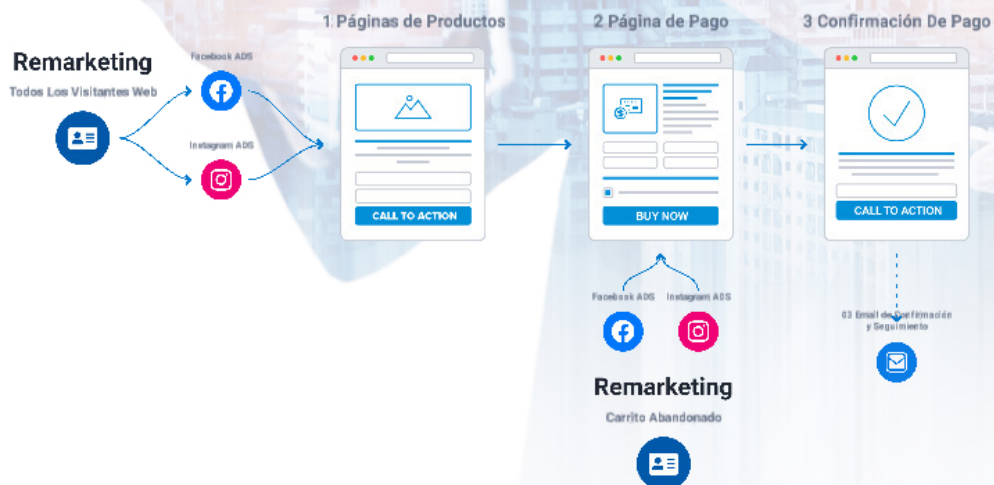 1 Páginas de Productos
2 Página de Pago
3 Confirmación De Pago
Remarketing
Todos Los Visitantes Web
Facebook ADS
Instagram ADS
CALL TO ACTION
BUY NOW
CALL TO ACTION
Facebook ADS
Instagram ADS
03 Email de Confirmación
y Seguimiento
Remarketing
Carrito Abandonado